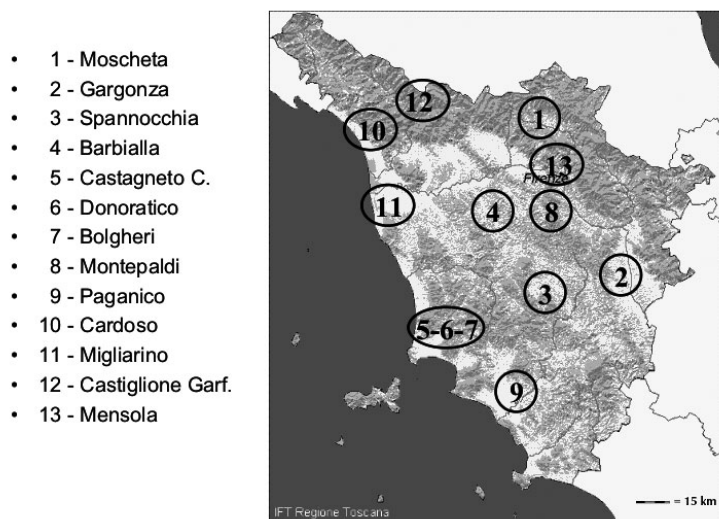 • 1 - Moscheta
• 2 - Gargonza
• 3 - Spannocchia
• 4 - Barbialla
• 5 - Castagneto C.
• 6 - Donoratico
• 7 - Bolgheri
• 8 - Montepaldi
• 9 - Paganico
• 10 - Cardoso
• 11 - Migliarino
• 12 - Castiglione Garf.
• 13 - Mensola
12
1
10
13
Firenze
11
4
8
2
3
5-6-7
9
IFT Regione Toscana
= 15 km